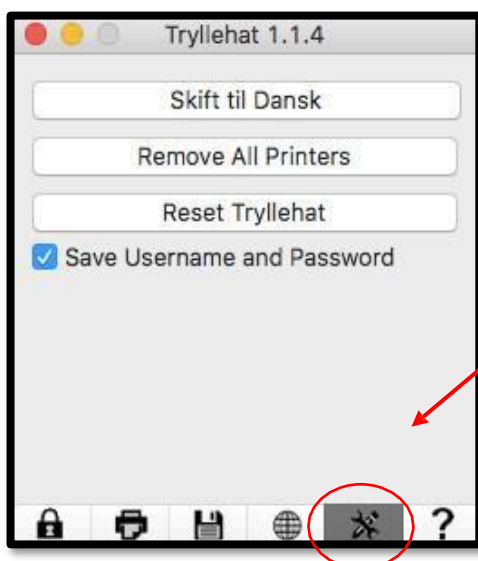 Tryllehat 1.1.4
Skift til Dansk
Remove All Printers
Reset Tryllehat
Save Username and Password
?